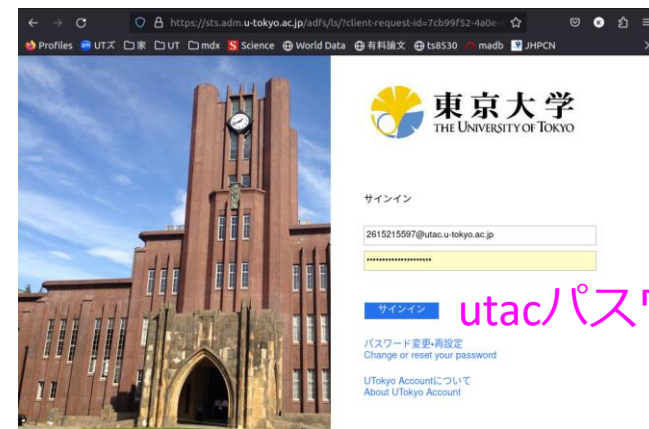 https://sts.adm.u-tokyo.ac.jp/adfs/ls/?client-request-id=7cb99f52-4a0e-
Profiles UTズ 家 UT mdx Science World Data 有料論文 ts8530 madb JHPCN
東京大学
THE UNIVERSITY OF TOKYO
サインイン
2615215597@utac.u-tokyo.ac.jp
サインイン
utacパスワ
パスワード変更・再設定
Change or reset your password
UTokyo Accountについて
About UTokyo Account